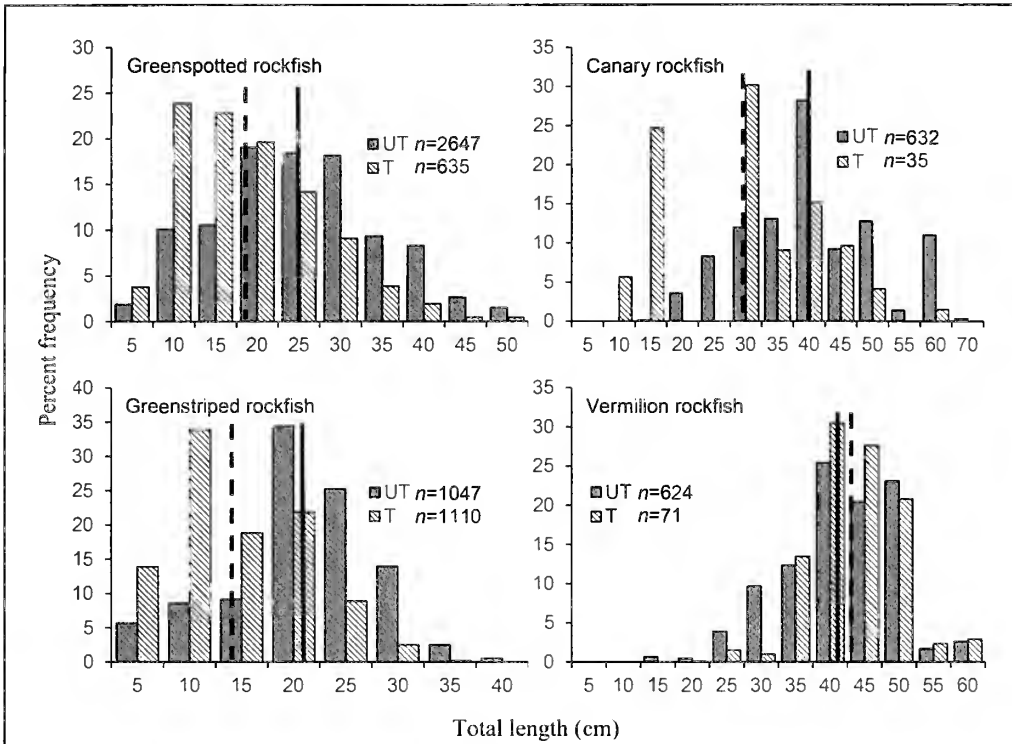 Percent frequency
Greenspotted rockfish
30
25
20
15
10
5
0
UT n=2647
T n=635
5 10 15 20 25 30 35 40 45 50
Canary rockfish
35
30
25
20
15
10
5
0
UT n=632
T n=35
5 10 15 20 25 30 35 40 45 50 55 60 70
Greenstriped rockfish
40
35
30
25
20
15
10
5
0
UT n=1047
T n=1110
5 10 15 20 25 30 35 40
Vermilion rockfish
35
30
25
20
15
10
5
0
UT n=624
T n=71
5 10 15 20 25 30 35 40 45 50 55 60
Total length (cm)